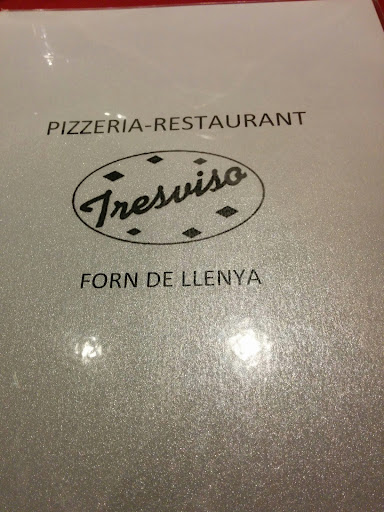 PIZZERIA-RESTAURANT
Tresviso
FORN DE LLENYA